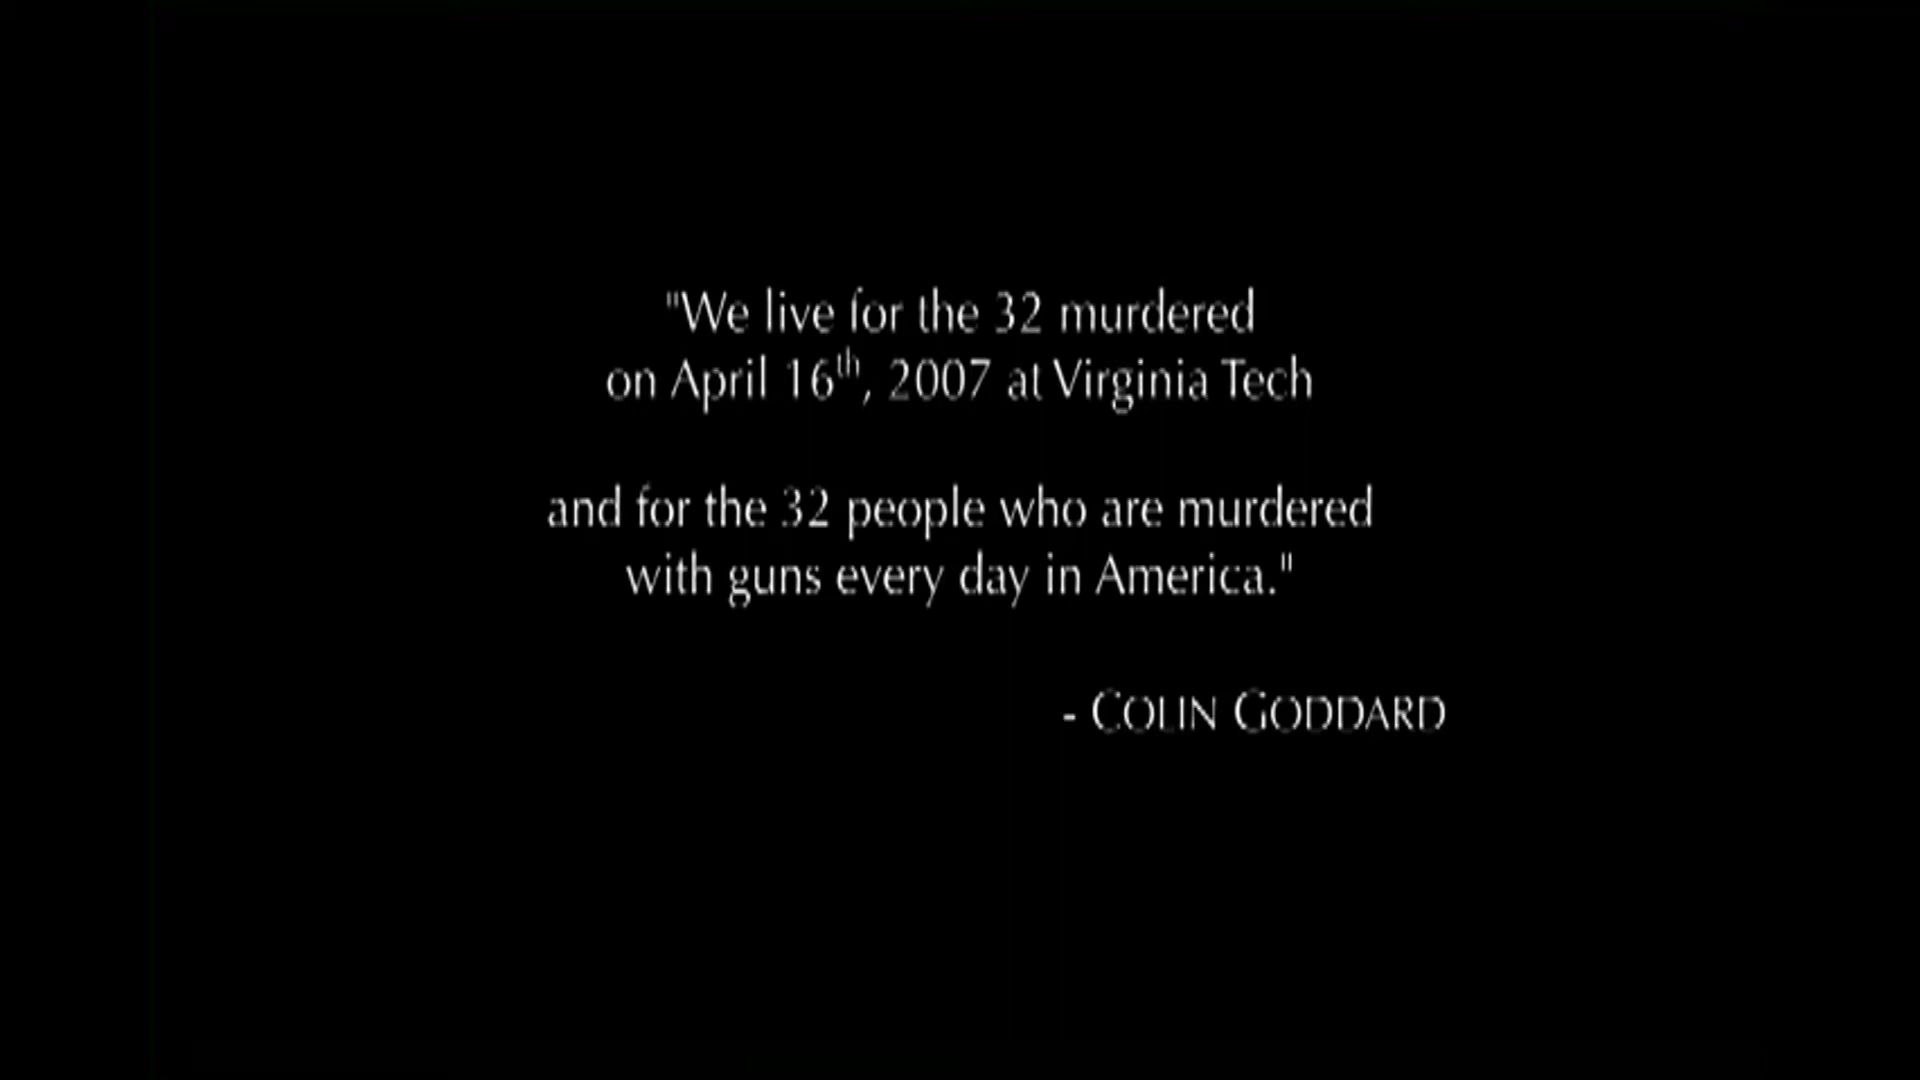 "We live for the 32 murdered
on April 16th, 2007 at Virginia Tech
and for the 32 people who are murdered
with guns every day in America."
- COLIN GODDARD